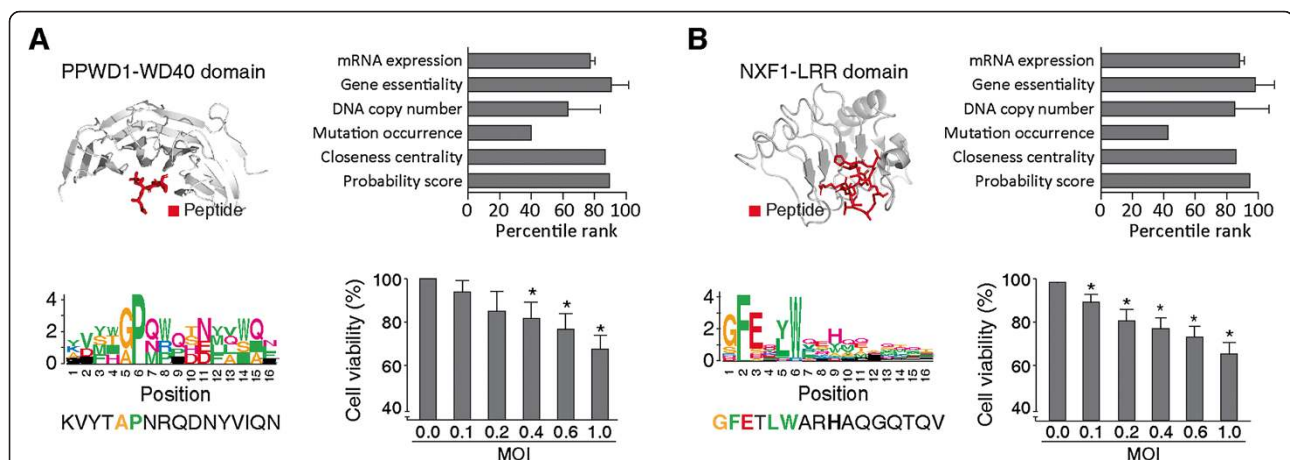 A
PPWD1-WD40 domain
Peptide
mRNA expression
Gene essentiality
DNA copy number
Mutation occurrence
Closeness centrality
Probability score
0 20 40 60 80 100
Percentile rank
4
2
0
1 2 3 4 5 6 7 8 9 10 11 12 13 14 15 16
Position
KVYTAPNRQDNYVIQN
Cell viability (%)
100
80
60
40
* * *
0.0 0.1 0.2 0.4 0.6 1.0
MOI
B
NXF1-LRR domain
Peptide
mRNA expression
Gene essentiality
DNA copy number
Mutation occurrence
Closeness centrality
Probability score
0 20 40 60 80 100
Percentile rank
4
2
0
1 2 3 4 5 6 7 8 9 10 11 12 13 14 15 16
Position
GFETLWARHAQGQTQV
Cell viability (%)
100
80
60
40
* * * * *
0.0 0.1 0.2 0.4 0.6 1.0
MOI